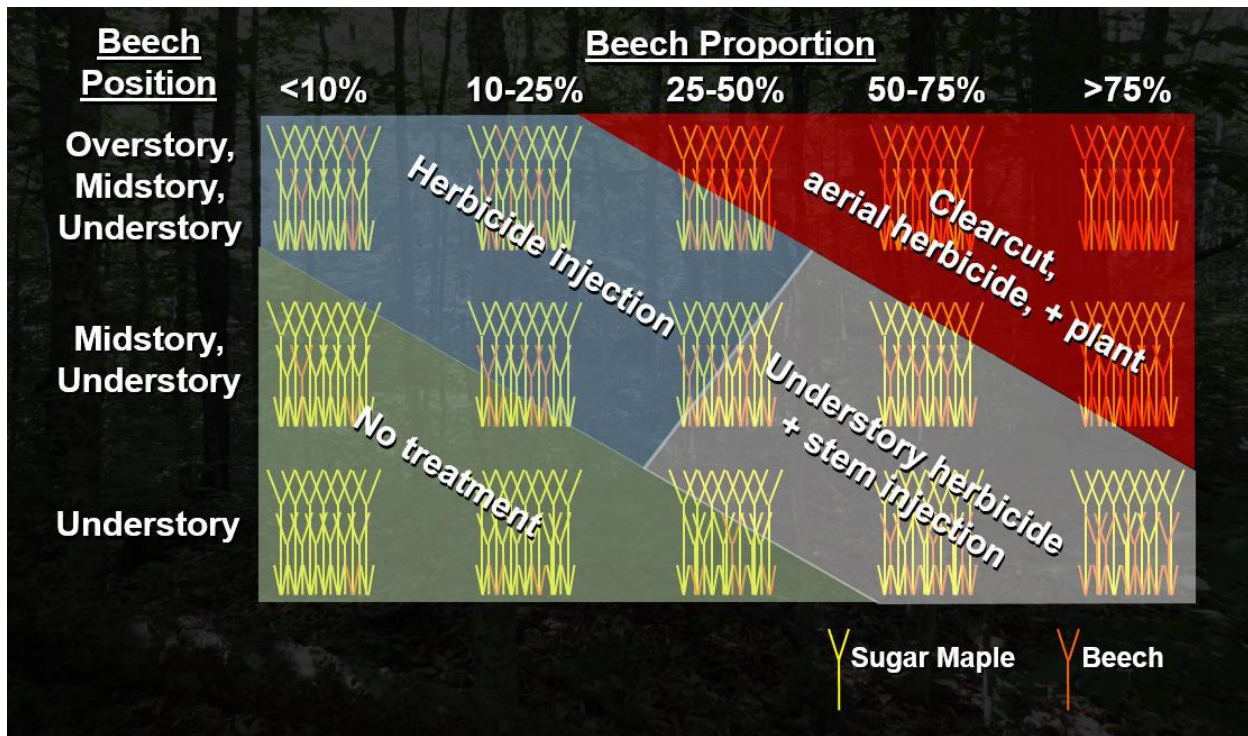 Beech
Position
Beech Proportion
<10%
10-25%
25-50%
50-75%
>75%
Overstory,
Midstory,
Understory
Midstory,
Understory
Understory
Herbicide injection
Clearcut,
aerial herbicide, + plant
No treatment
Understory herbicide
+ stem injection
Sugar Maple
Beech